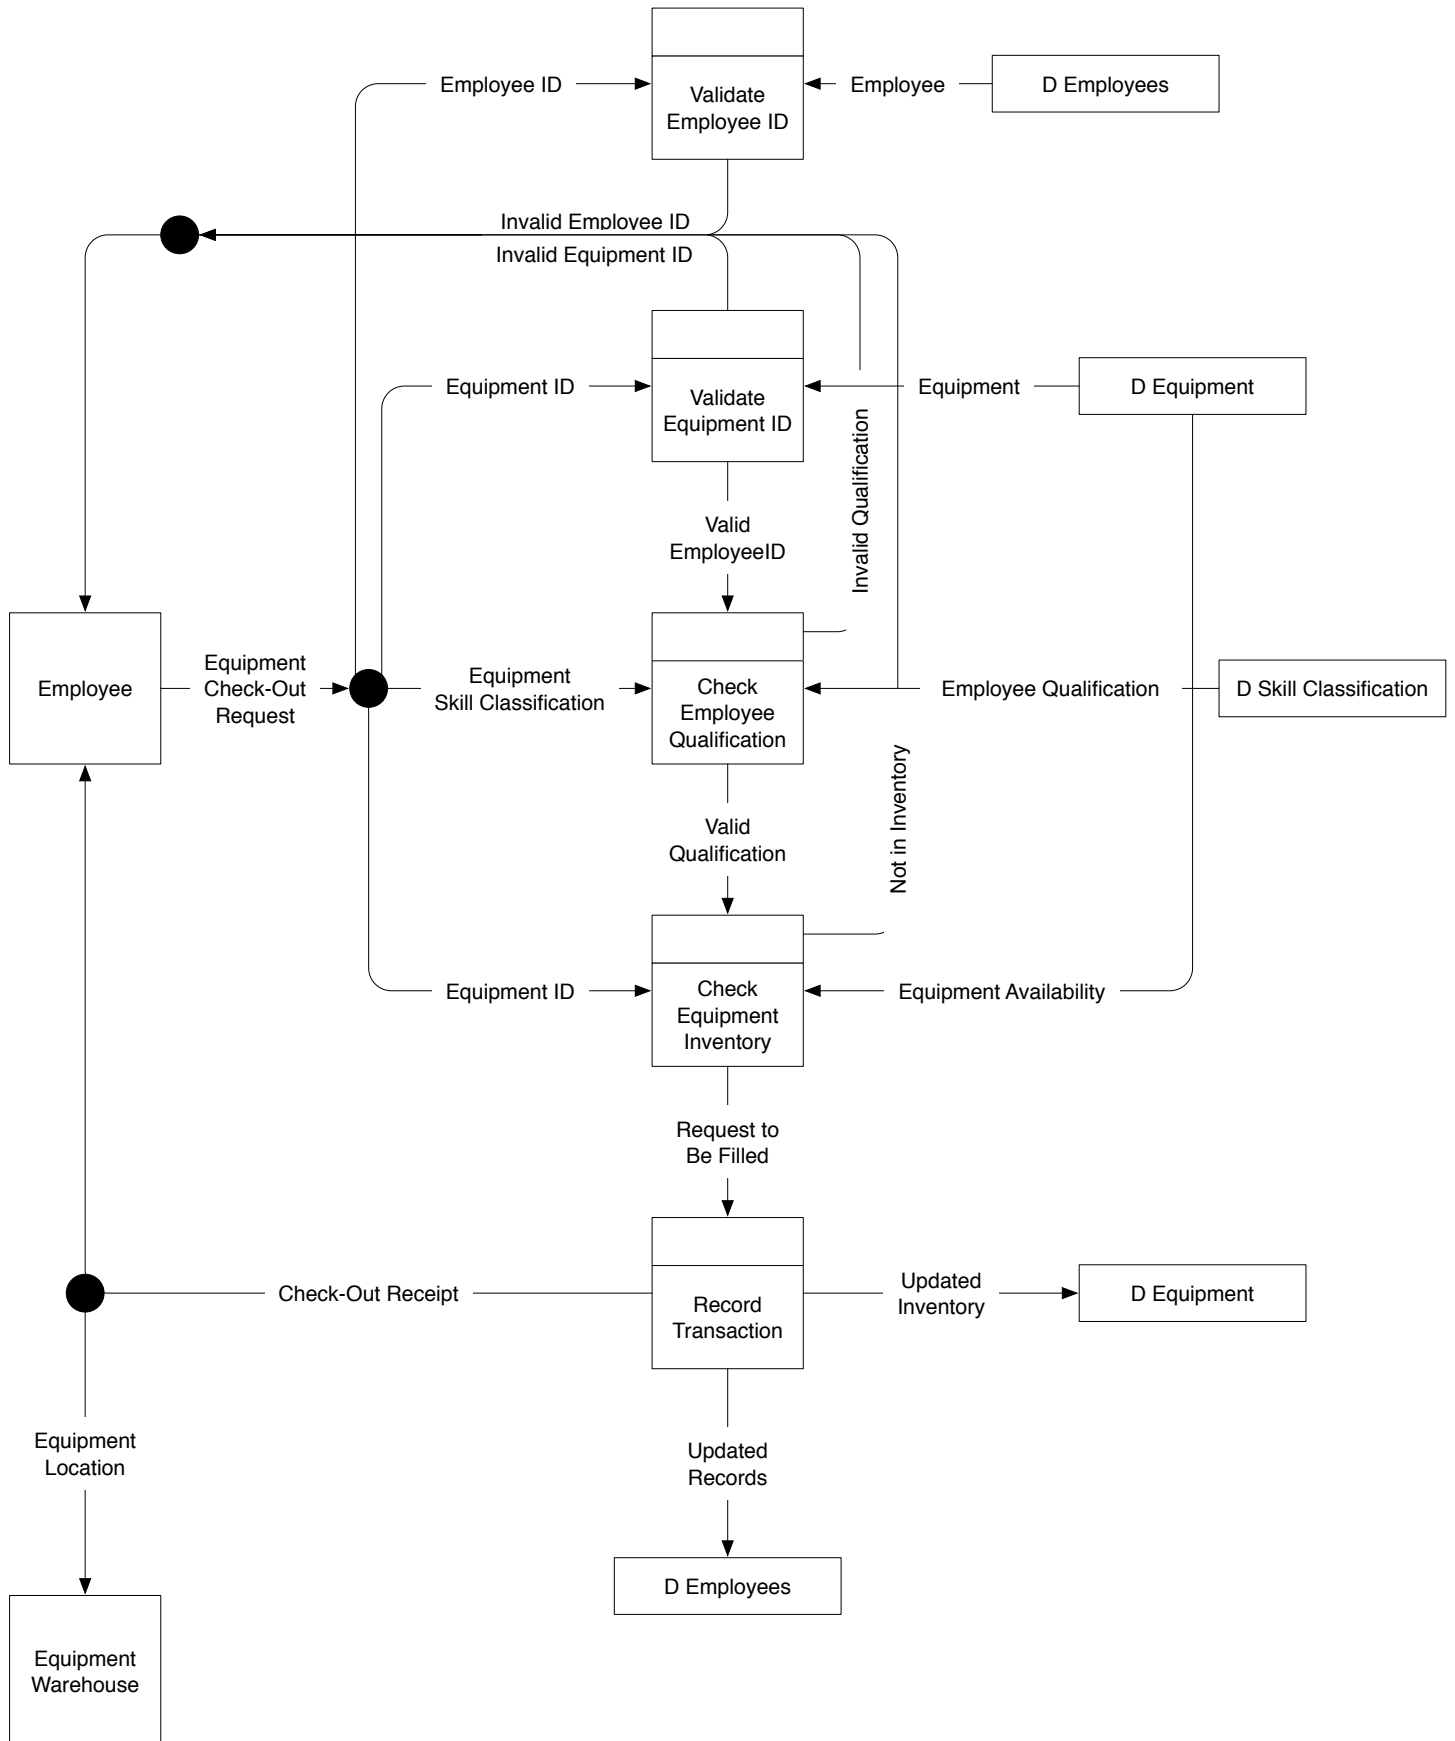 Employee ID
Validate
Employee ID
Employee
D Employees
Invalid Employee ID
Invalid Equipment ID
Equipment ID
Validate
Equipment ID
Equipment
D Equipment
Invalid Qualification
Valid
EmployeeID
Employee
Equipment
Check-Out
Request
Equipment
Skill Classification
Check
Employee
Qualification
Employee Qualification
D Skill Classification
Valid
Qualification
Not in Inventory
Equipment ID
Check
Equipment
Inventory
Equipment Availability
Request to
Be Filled
Check-Out Receipt
Record
Transaction
Updated
Inventory
D Equipment
Equipment
Location
Updated
Records
D Employees
Equipment
Warehouse